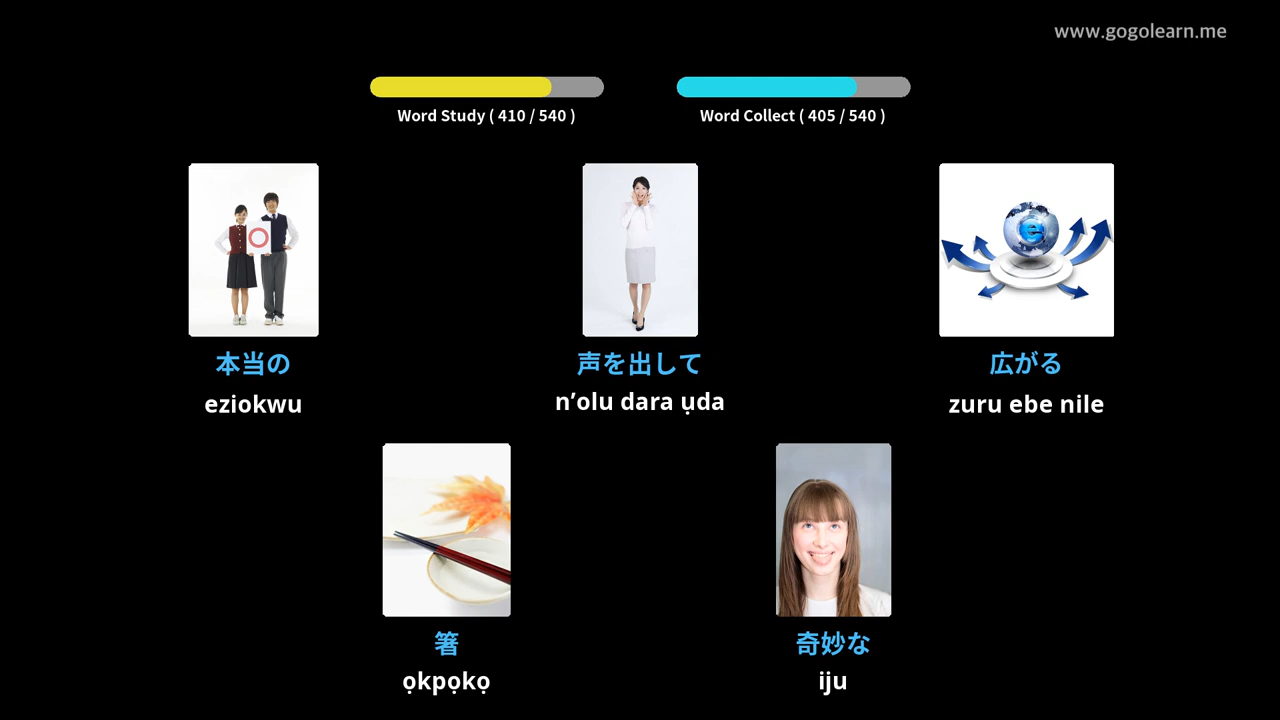 www.gogolearn.me
Word Study ( 410 / 540 )
Word Collect ( 405 / 540 )
本当の
eziokwu
声を出して
n’olu dara ụda
広がる
zuru ebe nile
箸
ọkpọkọ
奇妙な
iju